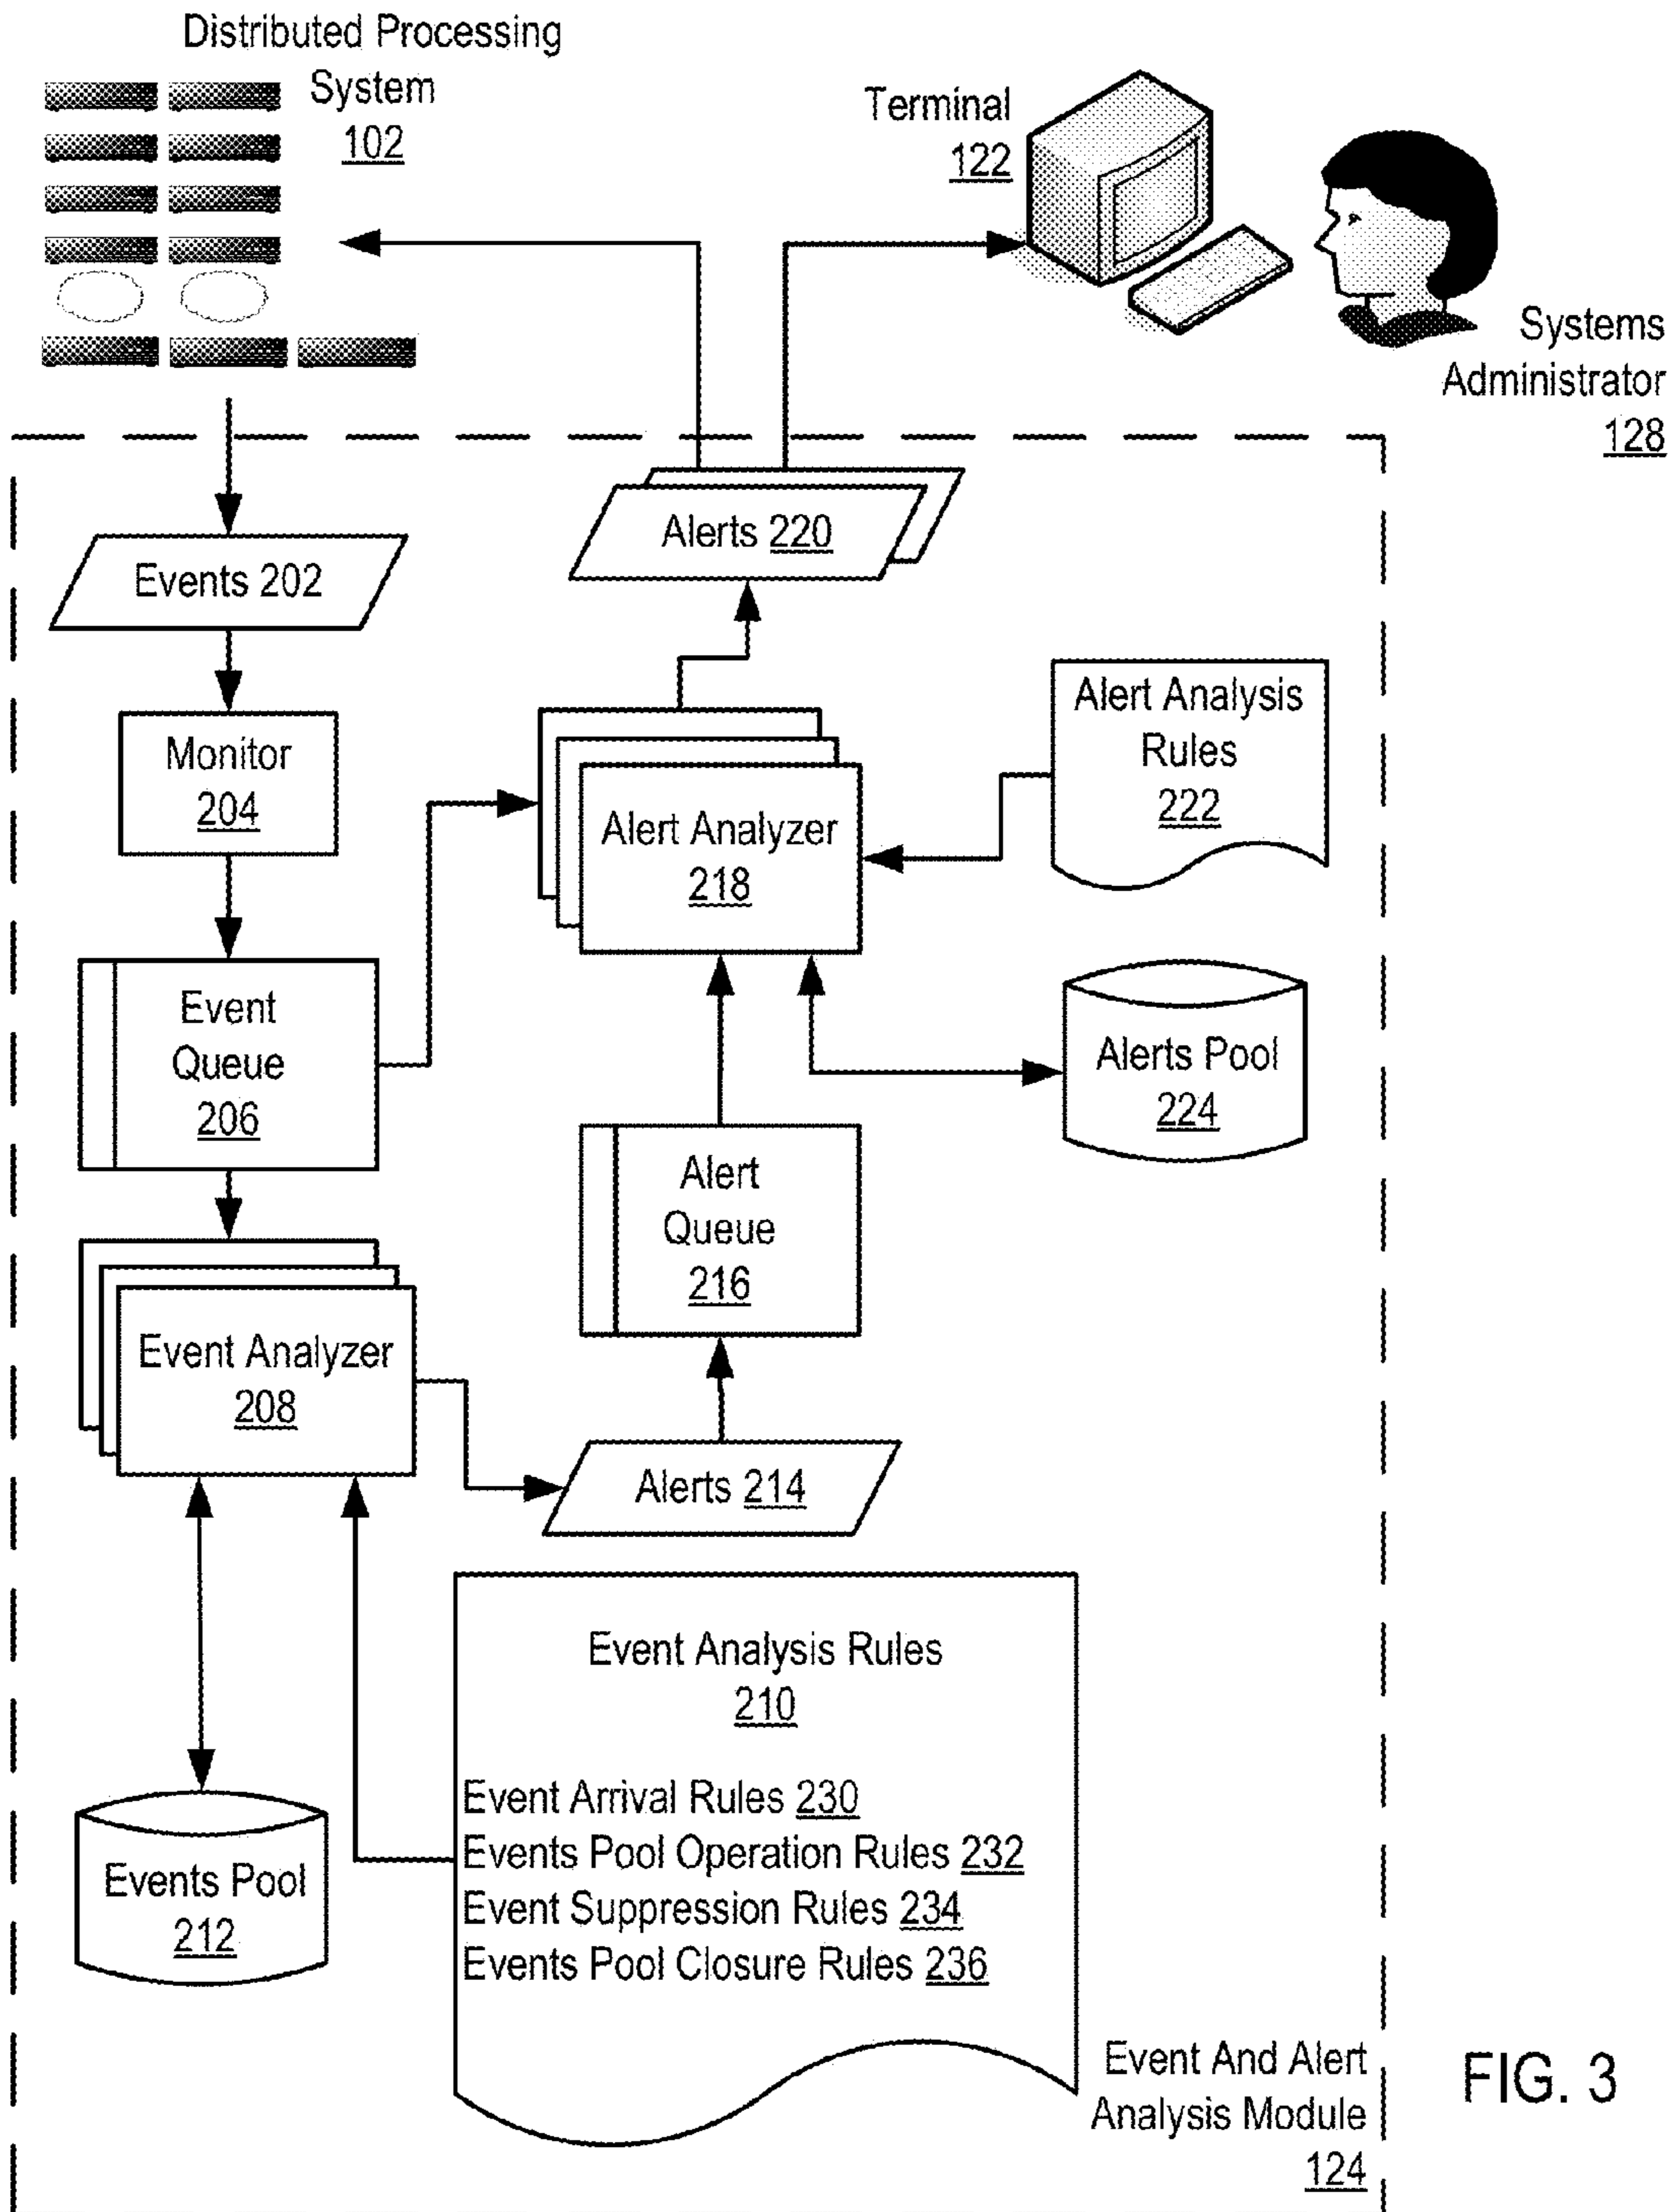 Distributed Processing
System
102
Terminal
122
Systems
Administrator
128
Alerts 220
Events 202
Alert Analysis
Rules
222
Monitor
204
Alert Analyzer
218
Event
Queue
206
Alerts Pool
224
Alert
Queue
216
Event Analyzer
208
Alerts 214
Event Analysis Rules
210
Event Arrival Rules 230
Events Pool Operation Rules 232
Event Suppression Rules 234
Events Pool Closure Rules 236
Events Pool
212
Event And Alert
Analysis Module
124
FIG. 3